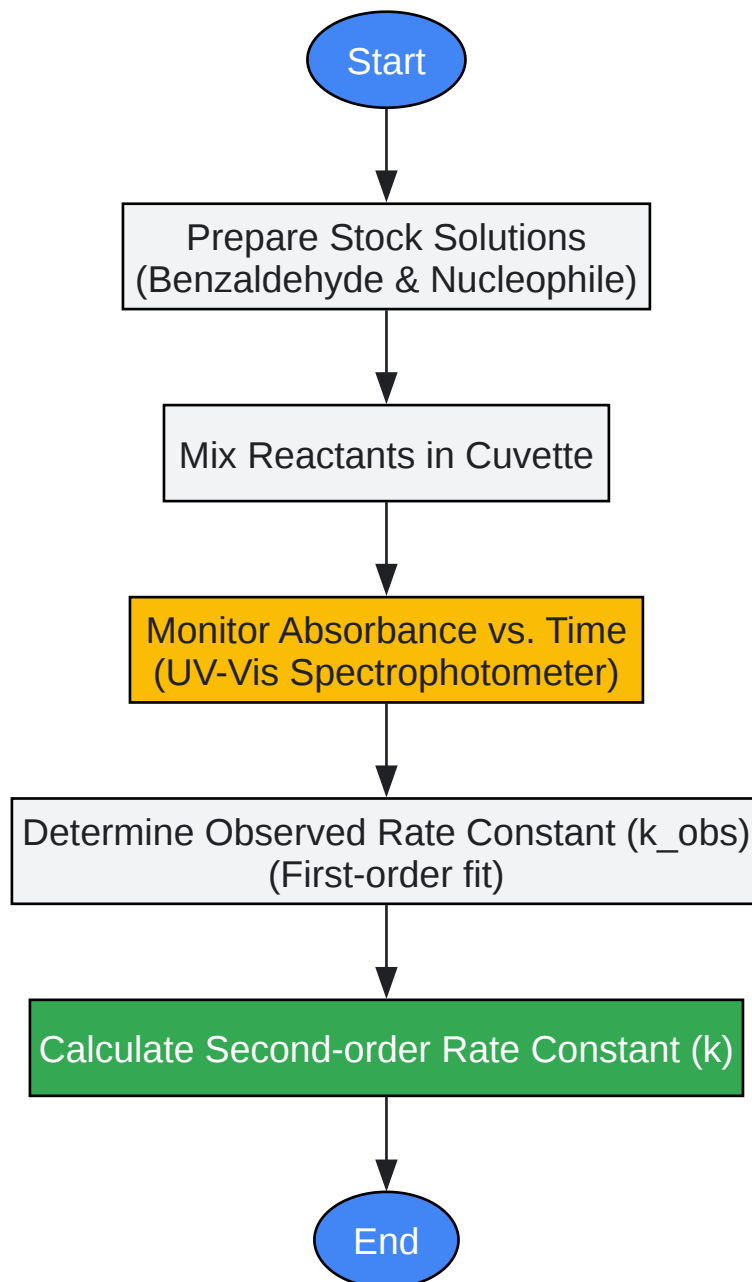 Start
Prepare Stock Solutions
(Benzaldehyde & Nucleophile)
Mix Reactants in Cuvette
Monitor Absorbance vs. Time
(UV-Vis Spectrophotometer)
Determine Observed Rate Constant (k_obs)
(First-order fit)
Calculate Second-order Rate Constant (k)
End